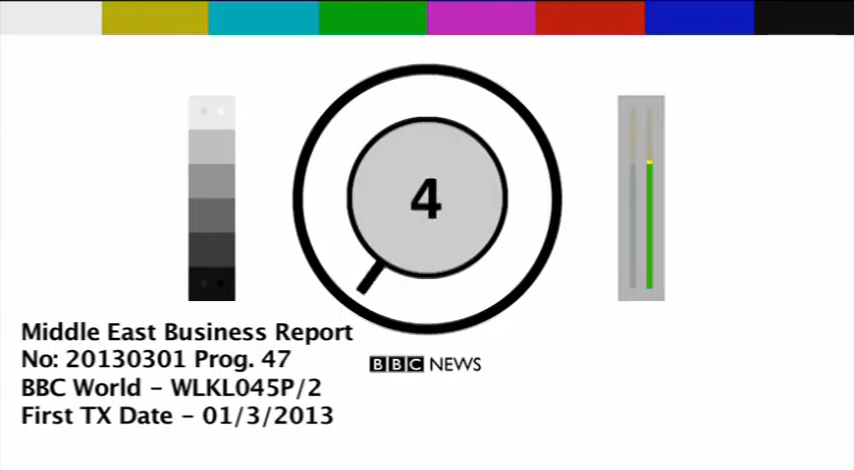 4
Middle East Business Report
No: 20130301 Prog. 47
BBC World - WLKL045P/2
First TX Date - 01/3/2013
BBC NEWS